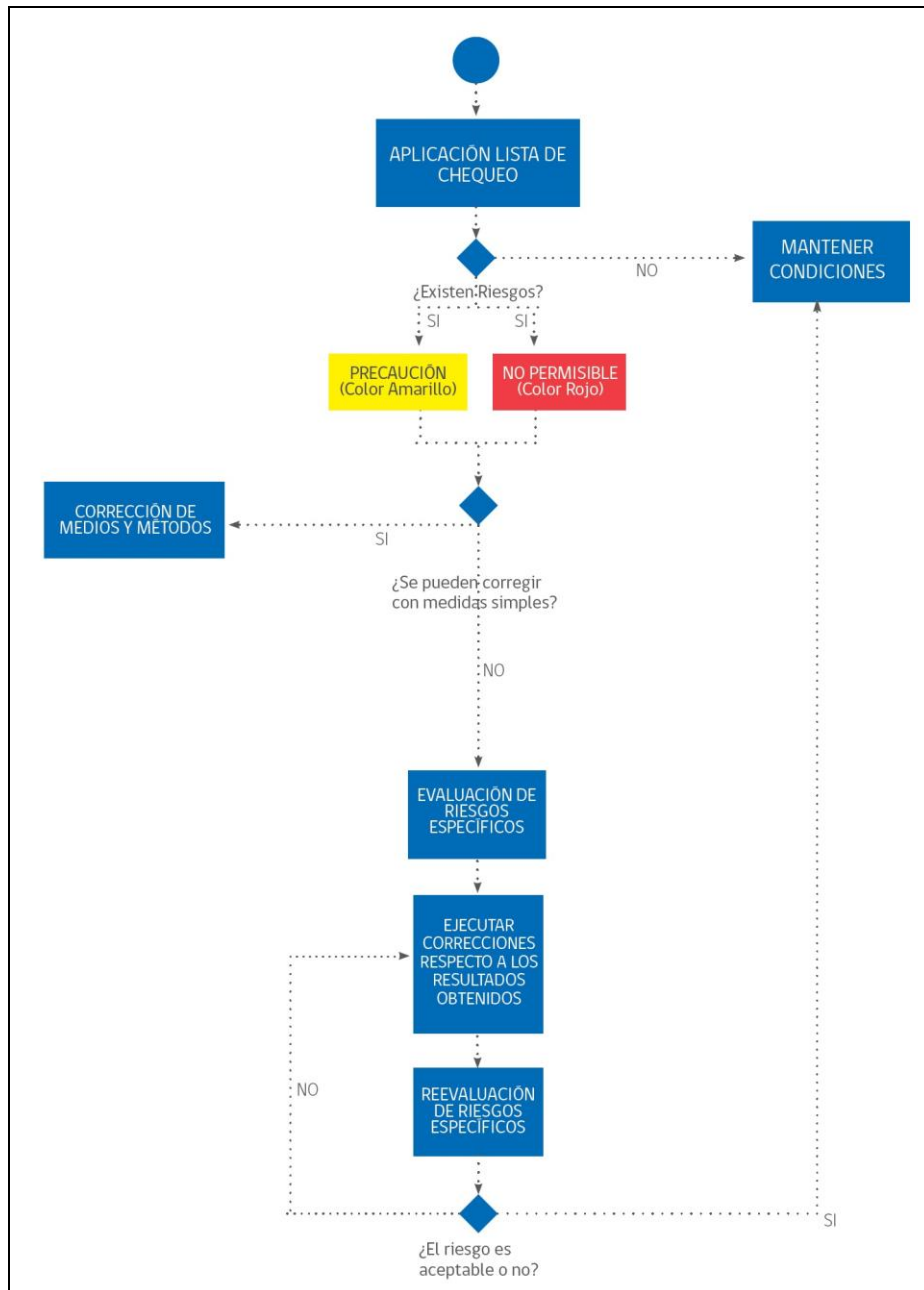 APLICACIÓN LISTA DE
CHEQUEO
MANTENER
CONDICIONES
NO
¿Existen Riesgos?
SI
SI
PRECAUCIÓN
(Color Amarillo)
NO PERMISIBLE
(Color Rojo)
CORRECCIÓN DE
MEDIOS Y MÉTODOS
SI
¿Se pueden corregir
con medidas simples?
NO
EVALUACIÓN DE
RIESGOS
ESPECÍFICOS
EJECUTAR
CORRECCIONES
RESPECTO A LOS
RESULTADOS
OBTENIDOS
NO
REEVALUACIÓN
DE RIESGOS
ESPECÍFICOS
SI
¿El riesgo es
aceptable o no?